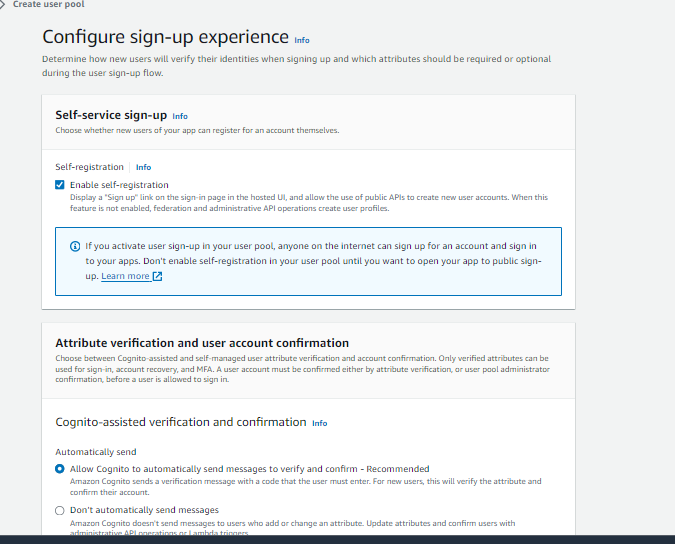 Create user pool
Configure sign-up experience Info
Determine how new users will verify their identities when signing up and which attributes should be required or optional
during the user sign-up flow.
Self-service sign-up Info
Choose whether new users of your app can register for an account themselves.
Self-registration Info
Enable self-registration
Display a "Sign up" link on the sign-in page in the hosted UI, and allow the use of public APIs to create new user accounts. When this
feature is not enabled, federation and administrative API operations create user profiles.
If you activate user sign-up in your user pool, anyone on the internet can sign up for an account and sign in
to your apps. Don't enable self-registration in your user pool until you want to open your app to public sign-
up. Learn more
Attribute verification and user account confirmation
Choose between Cognito-assisted and self-managed user attribute verification and account confirmation. Only verified attributes can be
used for sign-in, account recovery, and MFA. A user account must be confirmed either by attribute verification, or user pool administrator
confirmation, before a user is allowed to sign in.
Cognito-assisted verification and confirmation Info
Automatically send
Allow Cognito to automatically send messages to verify and confirm - Recommended
Amazon Cognito sends a verification message with a code that the user must enter. For new users, this will verify the attribute and
confirm their account.
Don't automatically send messages
Amazon Cognito doesn't send messages to users who add or change an attribute. Update attributes and confirm users with
administrative API operations or Lambda triggers.